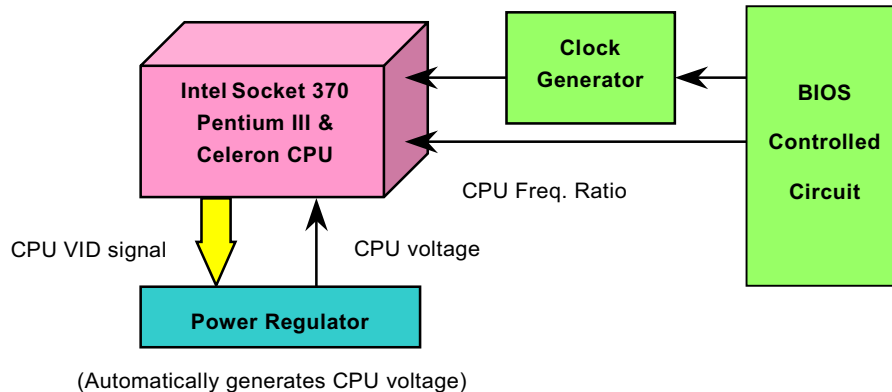 Intel Socket 370
Pentium III &
Celeron CPU
Clock
Generator
BIOS
Controlled
Circuit
CPU Freq. Ratio
CPU VID signal
CPU voltage
Power Regulator
(Automatically generates CPU voltage)